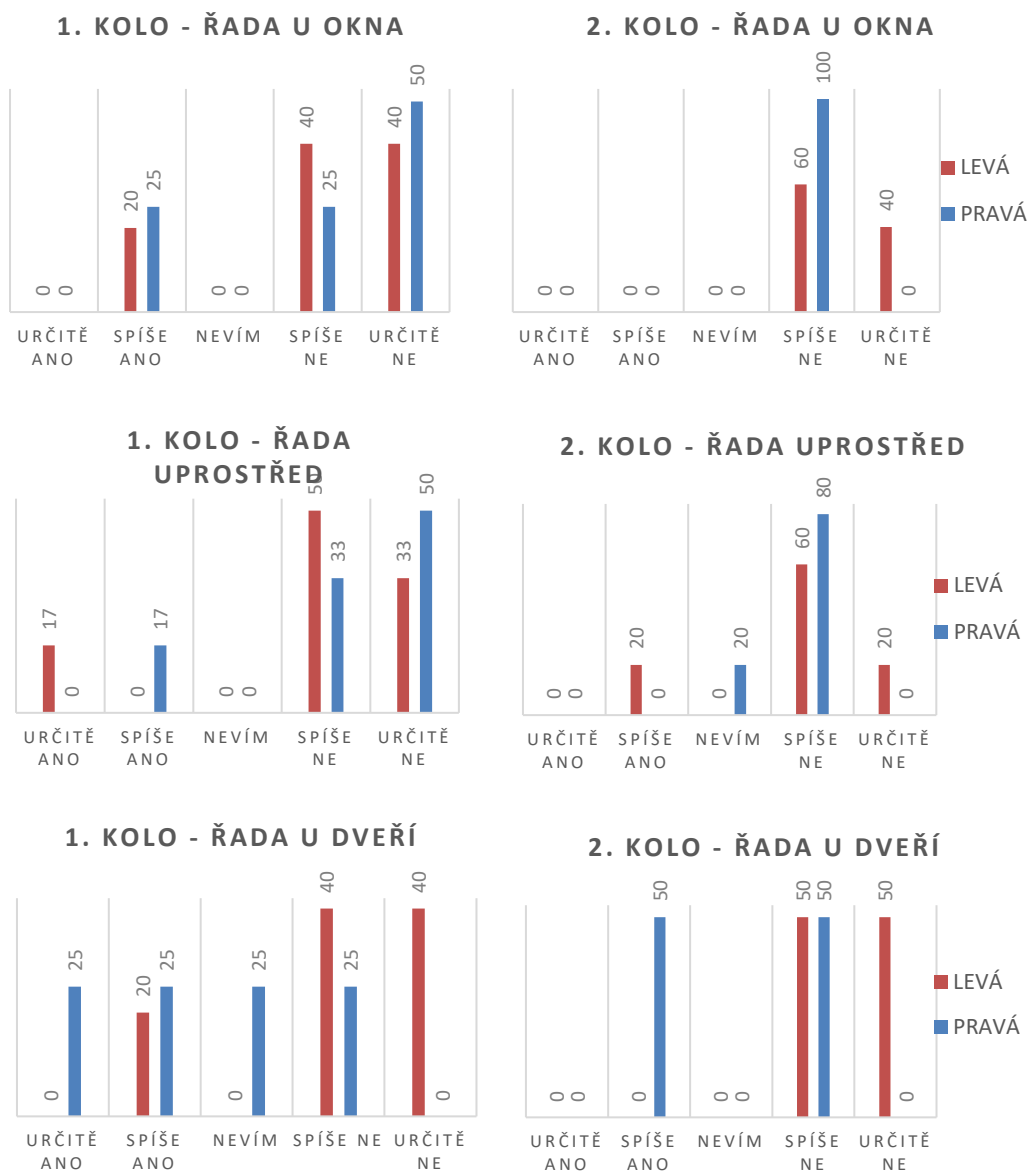 1. KOLO - ŘADA U OKNA
0 0 20 25 0 0 40 25 40 50
URČITĚ ANO
SPÍŠE ANO
NEVÍM
SPÍŠE NE
URČITĚ NE
2. KOLO - ŘADA U OKNA
0 0 0 0 0 0 60 100 40 0
URČITĚ ANO
SPÍŠE ANO
NEVÍM
SPÍŠE NE
URČITĚ NE
LEVÁ
PRAVÁ
1. KOLO - ŘADA
UPROSTŘED
17 0 0 17 0 0 33 33 50
URČITĚ ANO
SPÍŠE ANO
NEVÍM
SPÍŠE NE
URČITĚ NE
2. KOLO - ŘADA UPROSTŘED
0 0 20 0 0 20 60 80 20 0
URČITĚ ANO
SPÍŠE ANO
NEVÍM
SPÍŠE NE
URČITĚ NE
LEVÁ
PRAVÁ
1. KOLO - ŘADA U DVEŘÍ
0 25 20 25 0 25 40 25 40 0
URČITĚ ANO
SPÍŠE ANO
NEVÍM
SPÍŠE NE
URČITĚ NE
2. KOLO - ŘADA U DVEŘÍ
0 0 0 50 0 0 50 50 50 0
URČITĚ ANO
SPÍŠE ANO
NEVÍM
SPÍŠE NE
URČITĚ NE
LEVÁ
PRAVÁ